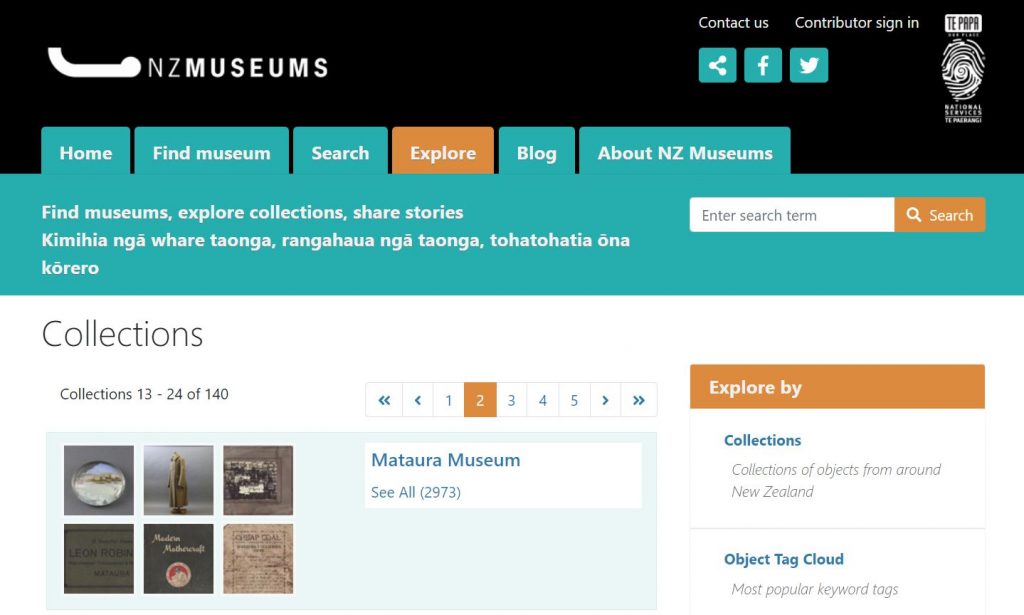 Contact us
Contributor sign in
TE PAPA
OUR PLACE
NATIONAL
SERVICES
TE PAERANGI
NZMUSEUMS
Home
Find museum
Search
Explore
Blog
About NZ Museums
Find museums, explore collections, share stories
Kimihia ngā whare taonga, rangahaua ngā taonga, tohatohatia ōna
kōrero
Enter search term
Search
Collections
Collections 13 - 24 of 140
« ‹ 1 2 3 4 5 › »
Mataura Museum
See All (2973)
LEON ROBIN
MATAURA
Modern
Mothercraft
CHEAP COAL
Explore by
Collections
Collections of objects from around
New Zealand
Object Tag Cloud
Most popular keyword tags